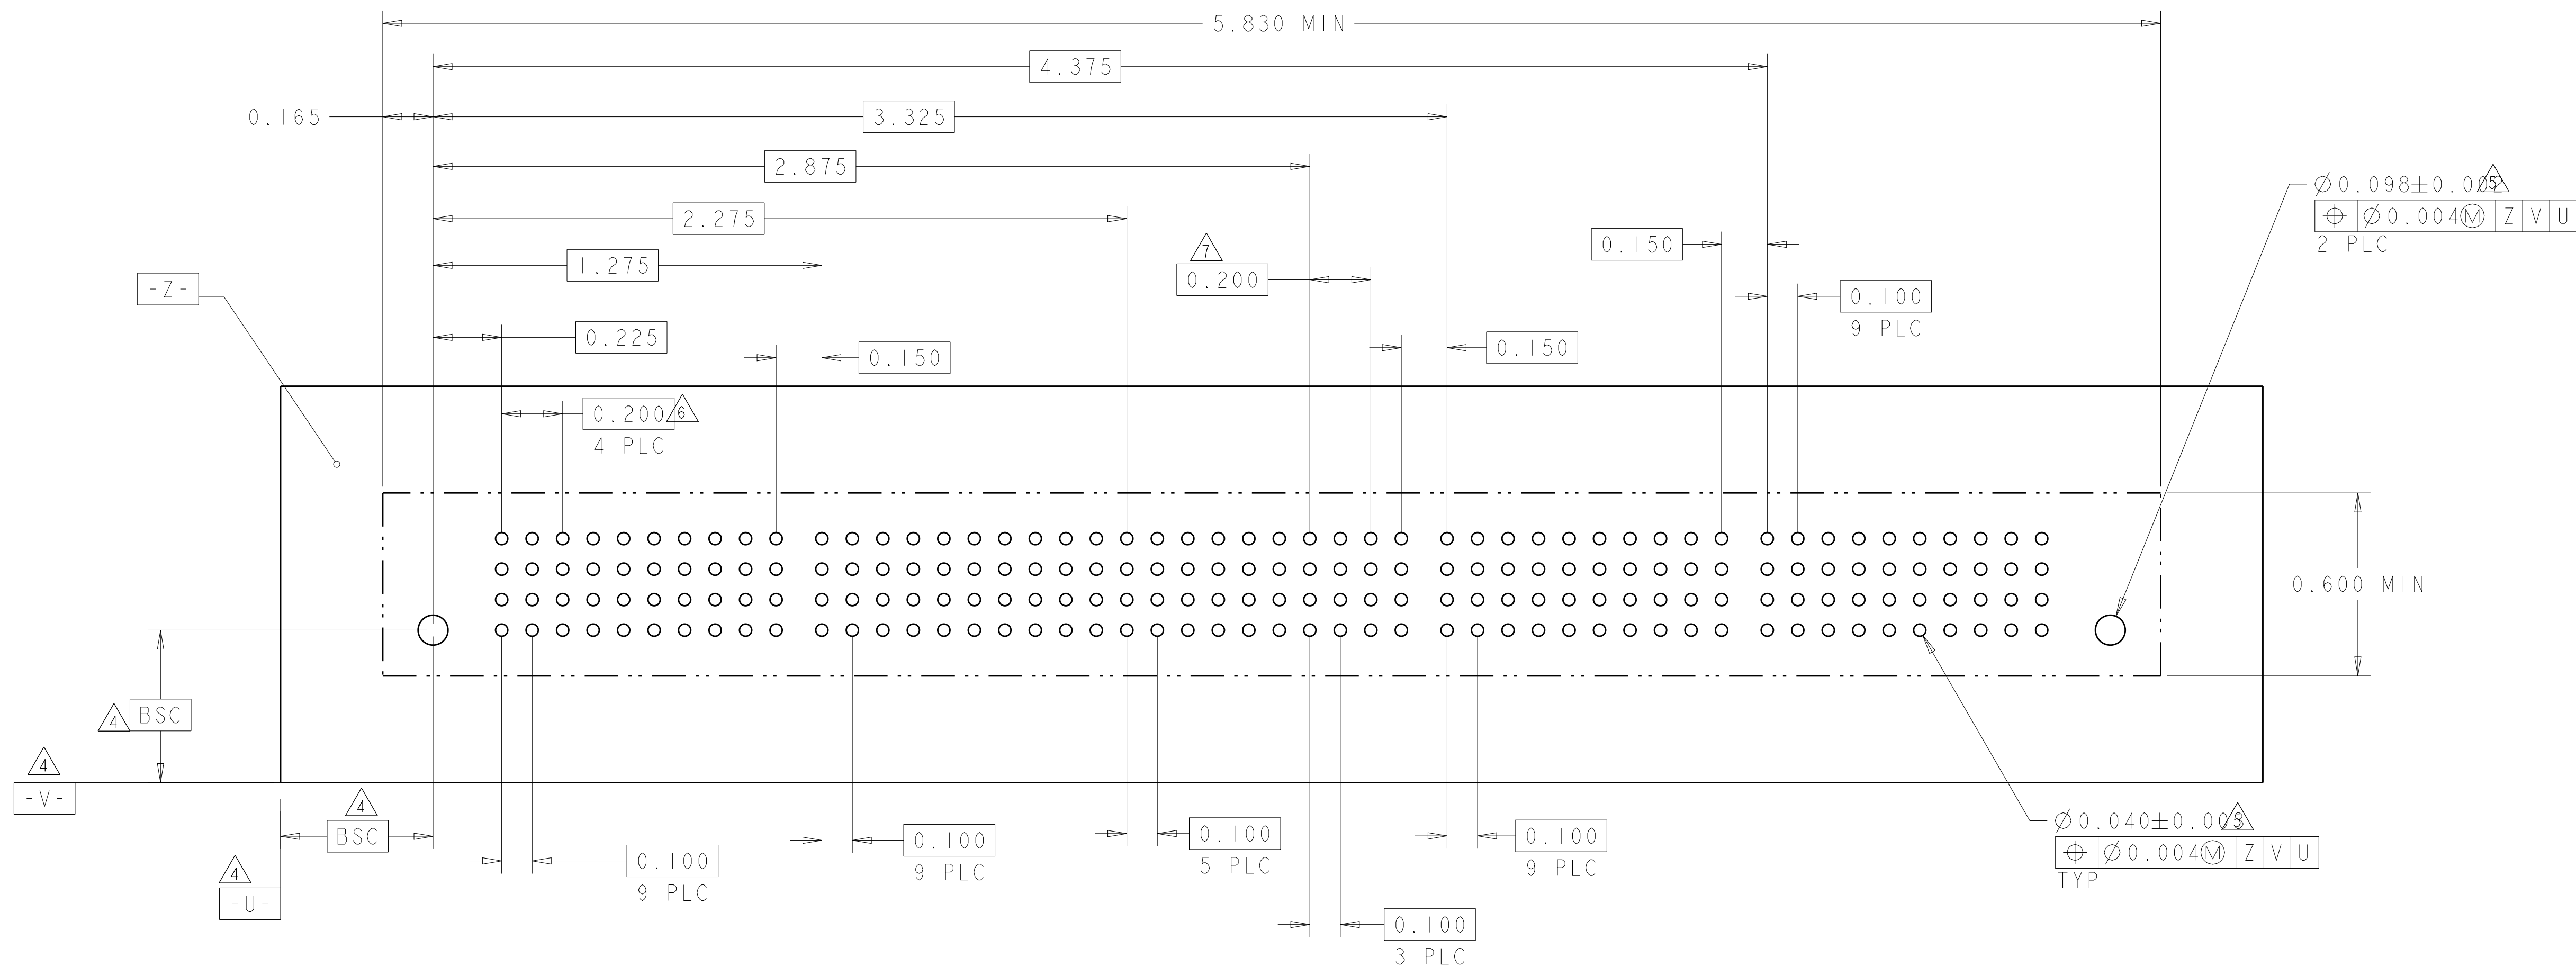 5.830 MIN
4.375
0.165
3.325
2.875
2.275
1.275
0.225
-Z-
7
0.200
0.150
0.100
9 PLC
Ø0.098±0.002
5
⌖ Ø0.004Ⓜ Z V U
2 PLC
0.150
0.150
0.200
6
4 PLC
0.600 MIN
4
BSC
4
-V-
4
BSC
4
-U-
0.100
9 PLC
0.100
9 PLC
0.100
5 PLC
0.100
3 PLC
0.100
9 PLC
Ø0.040±0.003
5
⌖ Ø0.004Ⓜ Z V U
TYP